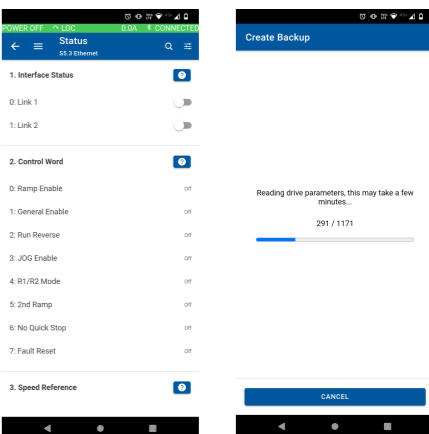 POWER OFF LOC 0.0A CONNECTED
Status
S5.3 Ethernet
1. Interface Status
0: Link 1
1: Link 2
2. Control Word
0: Ramp Enable Off
1: General Enable Off
2: Run Reverse Off
3: JOG Enable Off
4: R1/R2 Mode Off
5: 2nd Ramp Off
6: No Quick Stop Off
7: Fault Reset Off
3. Speed Reference
Create Backup
Reading drive parameters, this may take a few
minutes...
291 / 1171
CANCEL